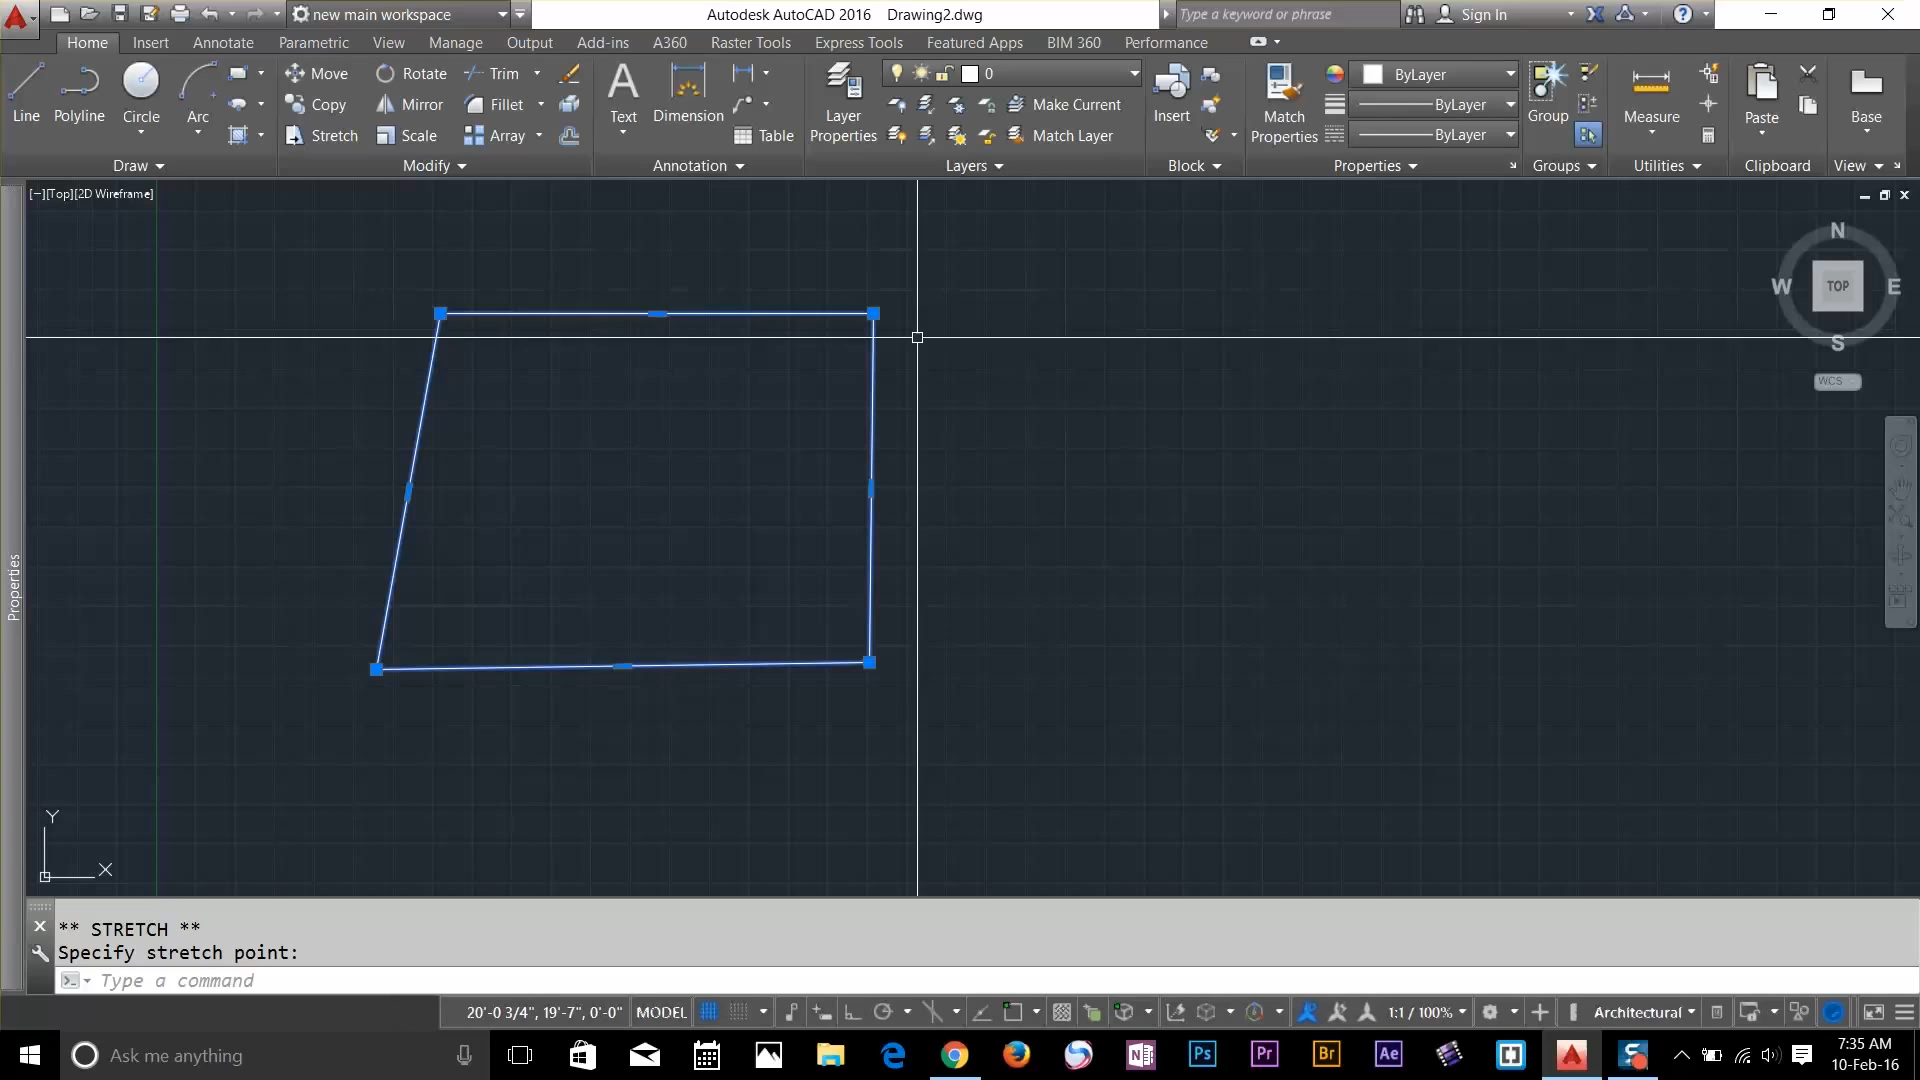 new main workspace
Autodesk AutoCAD 2016 Drawing2.dwg
Type a keyword or phrase
Sign In
Home Insert Annotate Parametric View Manage Output Add-ins A360 Raster Tools Express Tools Featured Apps BIM 360 Performance
Line Polyline Circle Arc
Move Rotate Trim
Copy Mirror Fillet
Stretch Scale Array
Text Dimension Table
Layer Properties
0
Make Current
Match Layer
Insert
Match Properties
ByLayer
ByLayer
ByLayer
Group Measure Paste Base
Draw Modify Annotation Layers Block Properties Groups Utilities Clipboard View
[−][Top][2D Wireframe]
N
W TOP E
S
WCS
Properties
Y
X
** STRETCH **
Specify stretch point:
Type a command
20'-0 3/4", 19'-7", 0'-0" MODEL 1:1 / 100% Architectural
Ask me anything
N Ps Pr Br Ae
7:35 AM
10-Feb-16